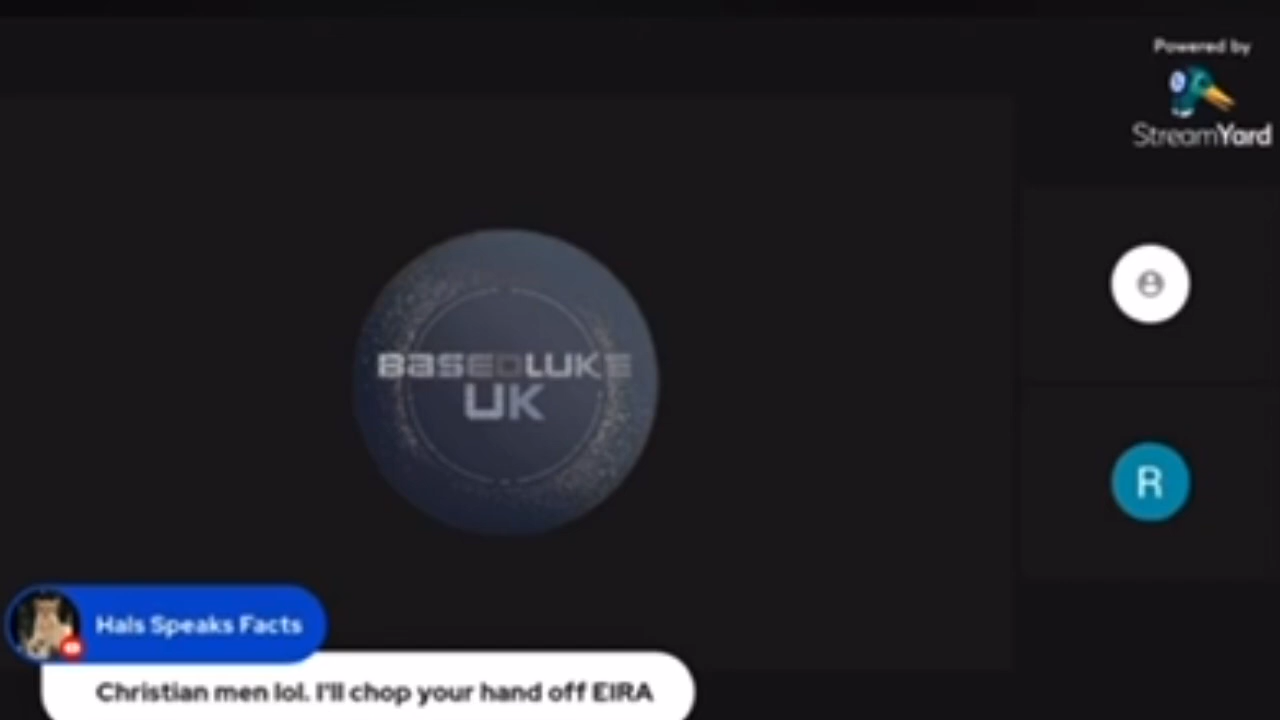 Powered by
StreamYard
BASEDLUKE
UK
R
Hals Speaks Facts
Christian men lol. I'll chop your hand off EIRA